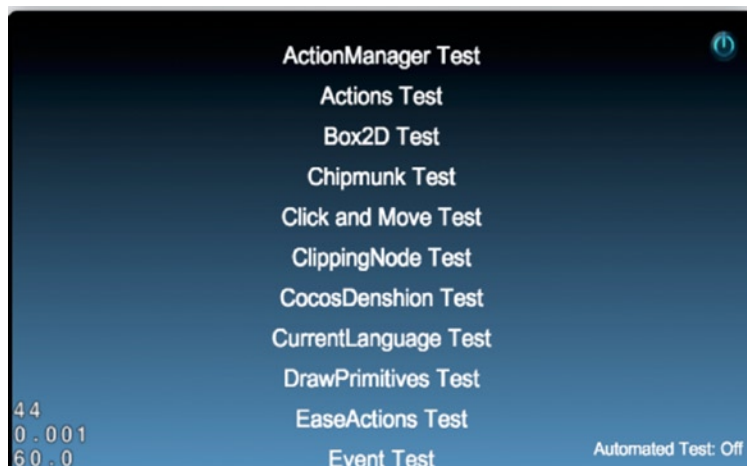 ActionManager Test
Actions Test
Box2D Test
Chipmunk Test
Click and Move Test
ClippingNode Test
CocosDenshion Test
CurrentLanguage Test
DrawPrimitives Test
EaseActions Test
Event Test
44
0.001
60.0
Automated Test: Off